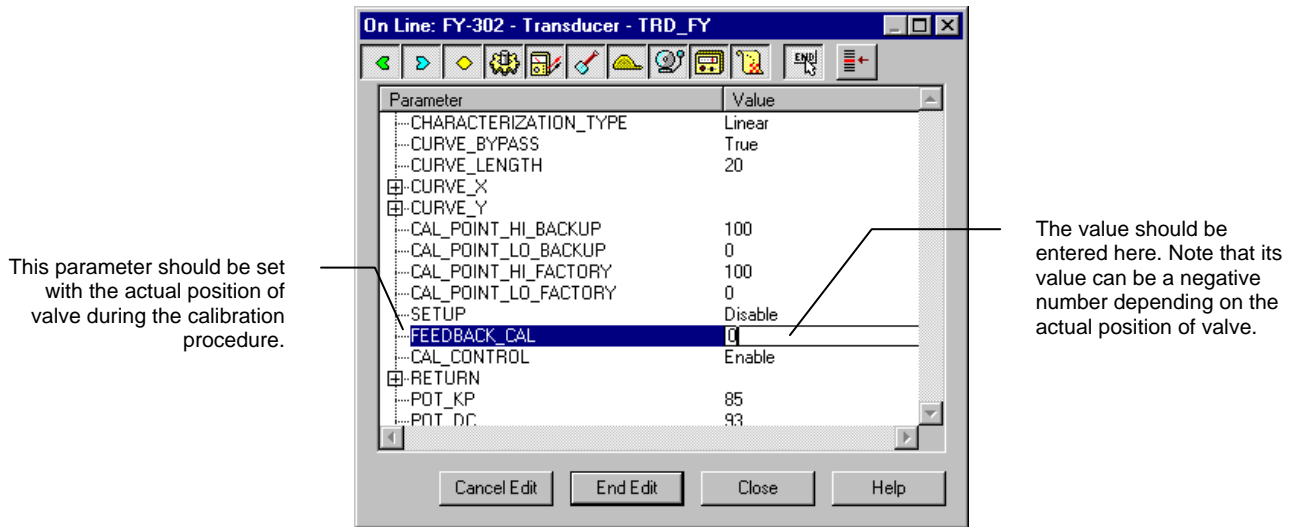 On Line: FY-302 - Transducer - TRD_FY
END
Parameter Value
CHARACTERIZATION_TYPE Linear
CURVE_BYPASS True
CURVE_LENGTH 20
CURVE_X
CURVE_Y
CAL_POINT_HI_BACKUP 100
CAL_POINT_LO_BACKUP 0
CAL_POINT_HI_FACTORY 100
CAL_POINT_LO_FACTORY 0
SETUP Disable
FEEDBACK_CAL 0
CAL_CONTROL Enable
RETURN
POT_KP 85
POT_DC 93
Cancel Edit End Edit Close Help
This parameter should be set
with the actual position of
valve during the calibration
procedure.
The value should be
entered here. Note that its
value can be a negative
number depending on the
actual position of valve.